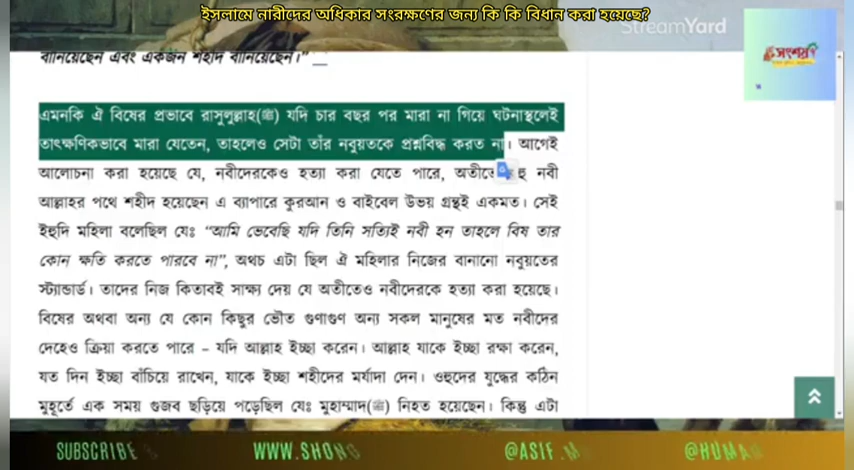 ইসলামে নারীদের অধিকার সংরক্ষণের জন্য কি কি বিধান করা হয়েছে?
StreamYard
সংশয়
বানিয়েছেন এবং একজন শহীদ বানিয়েছেন।"
এমনকি ঐ বিষের প্রভাবে রাসুলুল্লাহ(ﷺ) যদি চার বছর পর মারা না গিয়ে ঘটনাস্থলেই
তাৎক্ষণিকভাবে মারা যেতেন, তাহলেও সেটা তাঁর নবুয়তকে প্রশ্নবিদ্ধ করত না। আগেই
আলোচনা করা হয়েছে যে, নবীদেরকেও হত্যা করা যেতে পারে, অতীতে নবী
আল্লাহর পথে শহীদ হয়েছেন এ ব্যাপারে কুরআন ও বাইবেল উভয় গ্রন্থই একমত। সেই
ইহুদি মহিলা বলেছিল যেঃ "আমি ভেবেছি যদি তিনি সত্যিই নবী হন তাহলে বিষ তার
কোন ক্ষতি করতে পারবে না", অথচ এটা ছিল ঐ মহিলার নিজের বানানো নবুয়তের
স্ট্যান্ডার্ড। তাদের নিজ কিতাবই সাক্ষ্য দেয় যে অতীতেও নবীদেরকে হত্যা করা হয়েছে।
বিষের অথবা অন্য যে কোন কিছুর ভৌত গুণাগুণ অন্য সকল মানুষের মত নবীদের
দেহেও ক্রিয়া করতে পারে – যদি আল্লাহ ইচ্ছা করেন। আল্লাহ যাকে ইচ্ছা রক্ষা করেন,
যত দিন ইচ্ছা বাঁচিয়ে রাখেন, যাকে ইচ্ছা শহীদের মর্যাদা দেন। ওহুদের যুদ্ধের কঠিন
মুহূর্তে এক সময় গুজব ছড়িয়ে পড়েছিল যেঃ মুহাম্মাদ(ﷺ) নিহত হয়েছেন। কিন্তু এটা
SUBSCRIBE WWW.SHONG @ASIF.M @HUMA